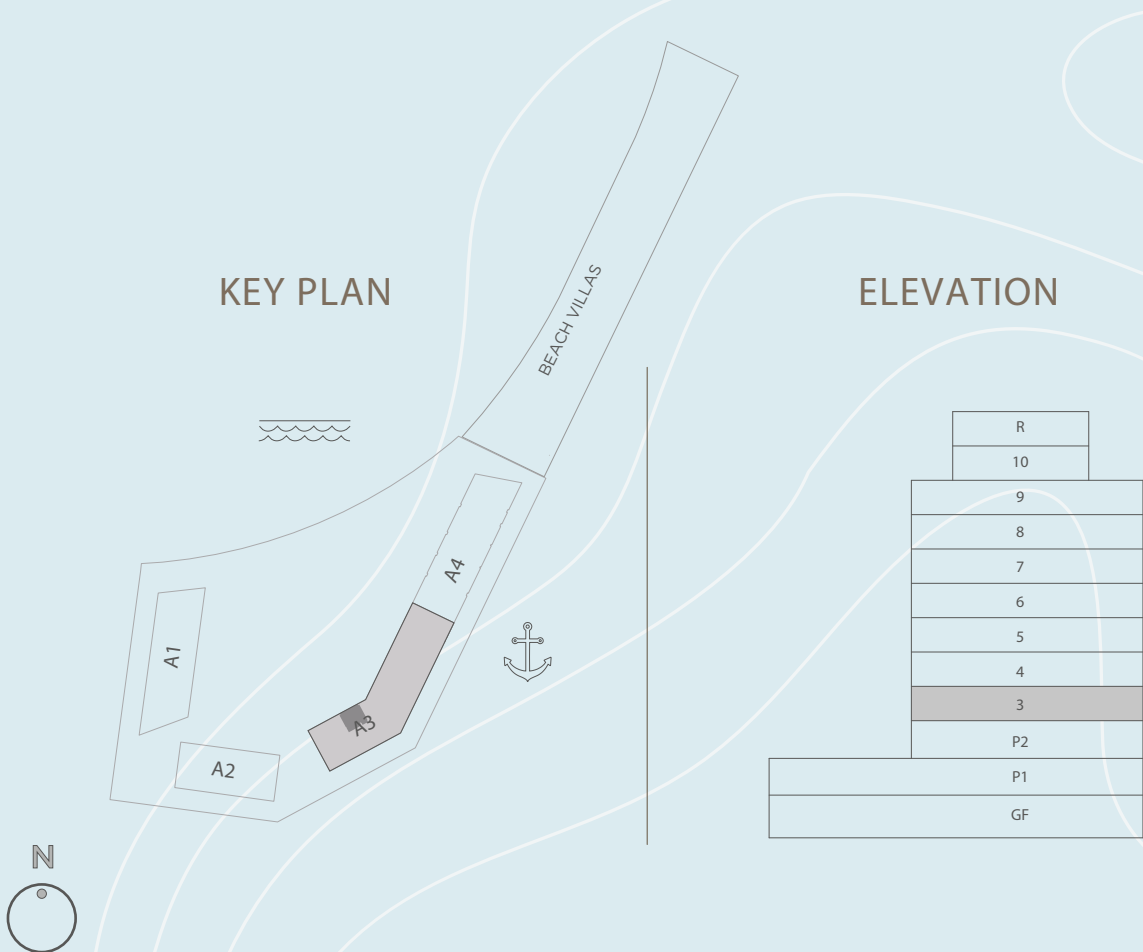 KEY PLAN
BEACH VILLAS
A4
A1
A3
A2
N
ELEVATION
R
10
9
8
7
6
5
4
3
P2
P1
GF